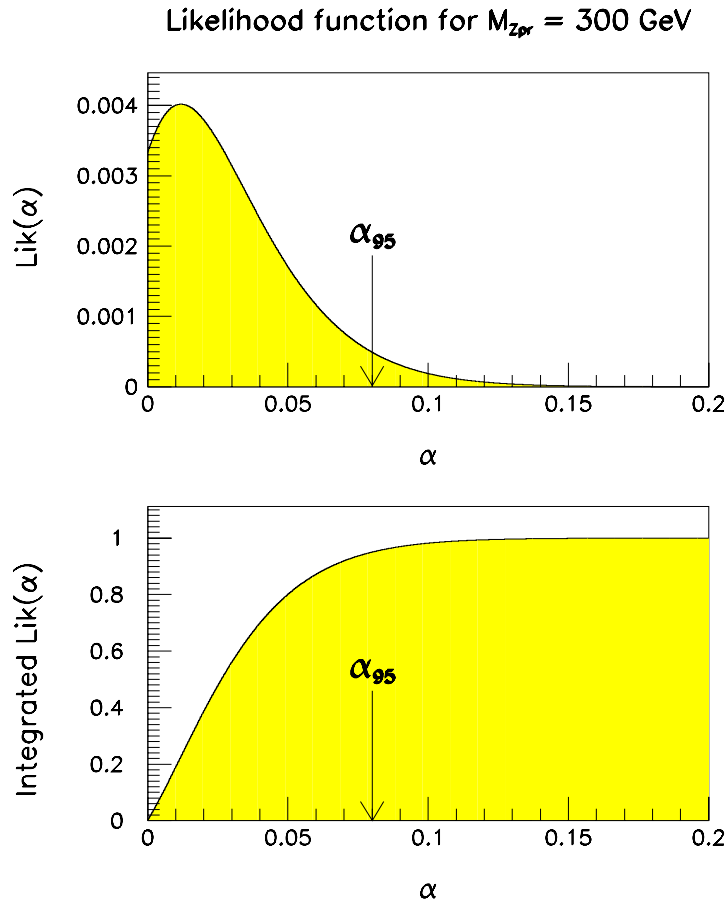 Likelihood function for M_Zpr = 300 GeV
Lik(α)
0.004
0.003
0.002
0.001
0
α95
0 0.05 0.1 0.15 0.2
α
Integrated Lik(α)
1
0.8
0.6
0.4
0.2
0
α95
0 0.05 0.1 0.15 0.2
α